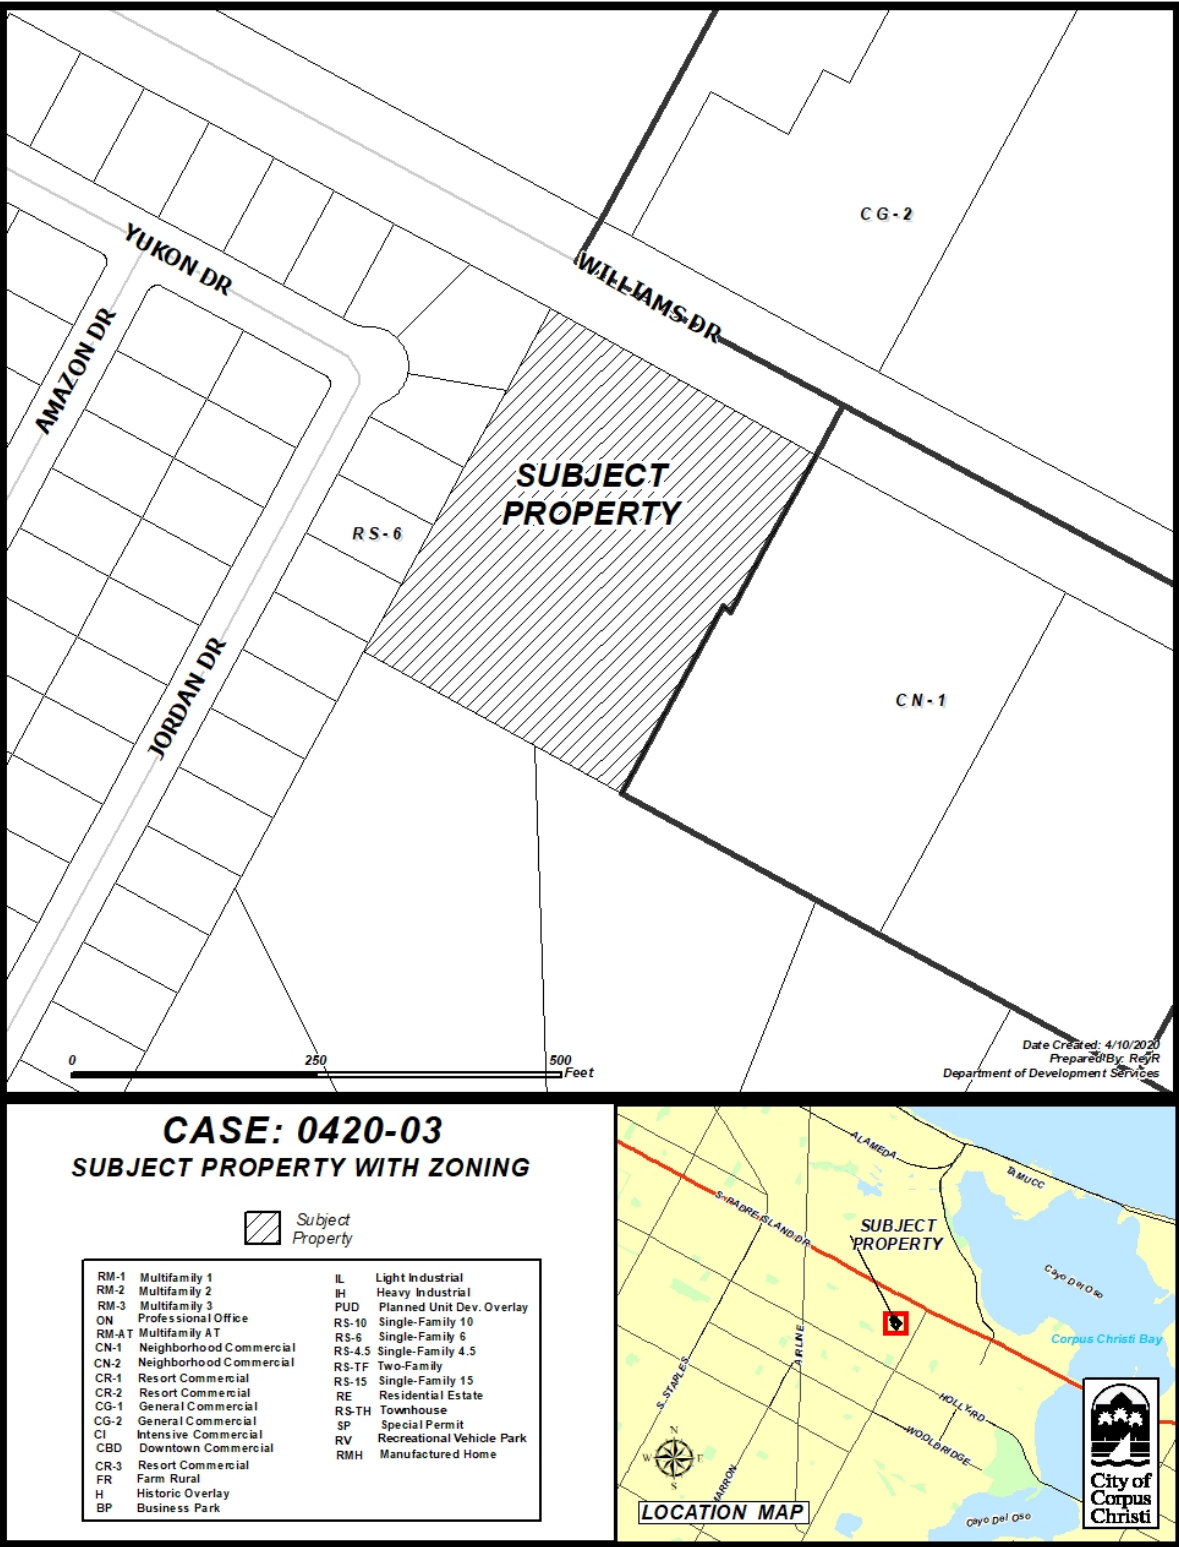 CG-2
YUKON DR
WILLIAMS DR
AMAZON DR
SUBJECT
PROPERTY
RS-6
JORDAN DR
CN-1
0 250 500
Feet
Date Created: 4/10/2020
Prepared By: ReyR
Department of Development Services
CASE: 0420-03
SUBJECT PROPERTY WITH ZONING
Subject
Property
RM-1 Multifamily 1
RM-2 Multifamily 2
RM-3 Multifamily 3
ON Professional Office
RM-AT Multifamily AT
CN-1 Neighborhood Commercial
CN-2 Neighborhood Commercial
CR-1 Resort Commercial
CR-2 Resort Commercial
CG-1 General Commercial
CG-2 General Commercial
CI Intensive Commercial
CBD Downtown Commercial
CR-3 Resort Commercial
FR Farm Rural
H Historic Overlay
BP Business Park
IL Light Industrial
IH Heavy Industrial
PUD Planned Unit Dev. Overlay
RS-10 Single-Family 10
RS-6 Single-Family 6
RS-4.5 Single-Family 4.5
RS-TF Two-Family
RS-15 Single-Family 15
RE Residential Estate
RS-TH Townhouse
SP Special Permit
RV Recreational Vehicle Park
RMH Manufactured Home
ALAMEDA
TAMUCC
S. PADRE ISLAND DR
SUBJECT
PROPERTY
Cayo Del Oso
Corpus Christi Bay
AIRLINE
S. STAPLES
HOLLY RD
WOOLDRIDGE
N
W E
S
MARRON
Cayo Del Oso
LOCATION MAP
City of
Corpus
Christi